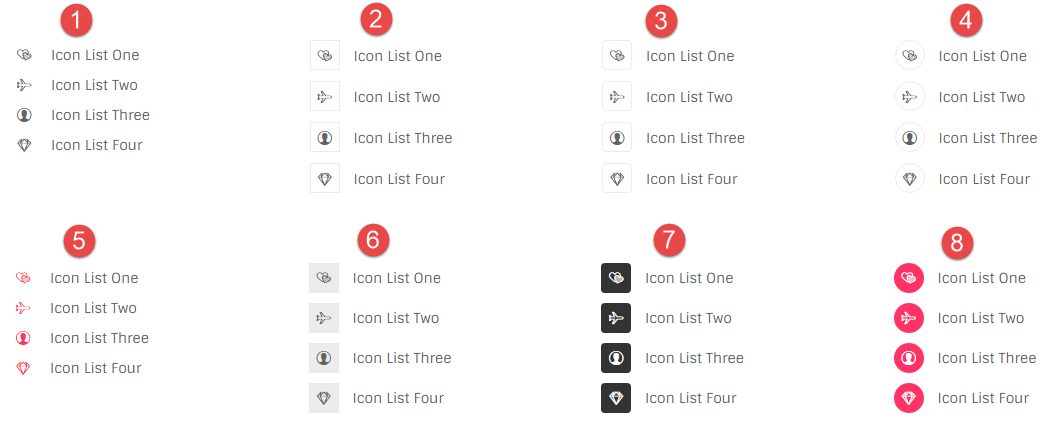 1 2 3 4
Icon List One Icon List One Icon List One Icon List One
Icon List Two Icon List Two Icon List Two Icon List Two
Icon List Three Icon List Three Icon List Three Icon List Three
Icon List Four Icon List Four Icon List Four Icon List Four
5 6 7 8
Icon List One Icon List One Icon List One Icon List One
Icon List Two Icon List Two Icon List Two Icon List Two
Icon List Three Icon List Three Icon List Three Icon List Three
Icon List Four Icon List Four Icon List Four Icon List Four